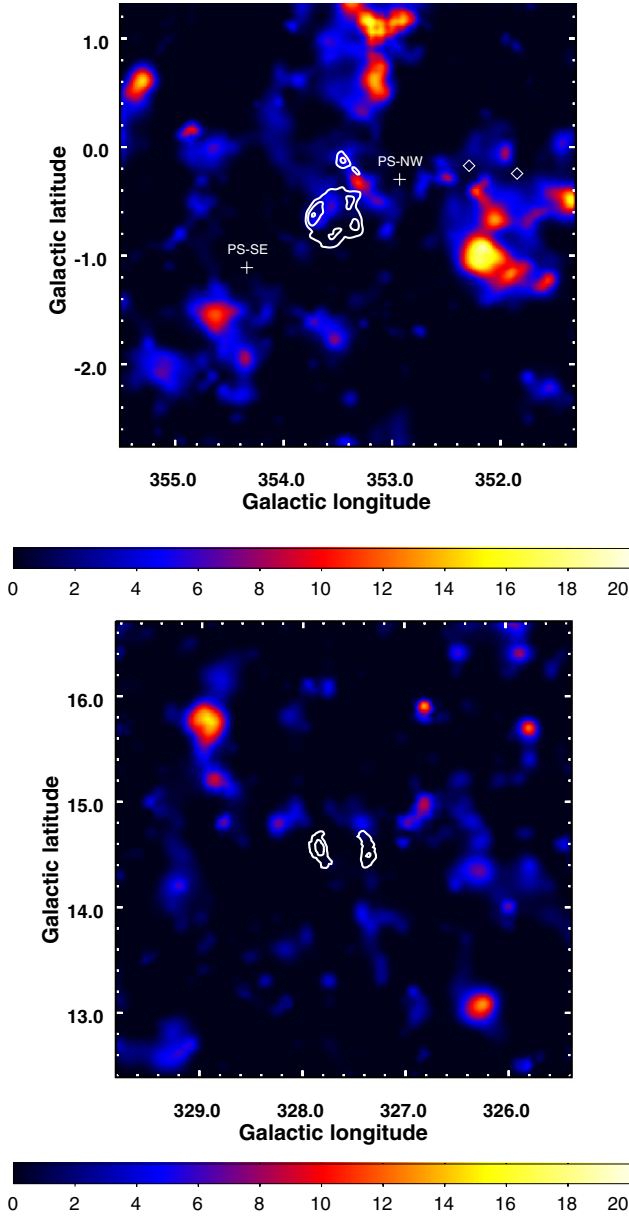 1.0
0.0
-1.0
-2.0
Galactic latitude
PS-NW
PS-SE
355.0 354.0 353.0 352.0
Galactic longitude
0 2 4 6 8 10 12 14 16 18 20
16.0
15.0
14.0
13.0
Galactic latitude
329.0 328.0 327.0 326.0
Galactic longitude
0 2 4 6 8 10 12 14 16 18 20